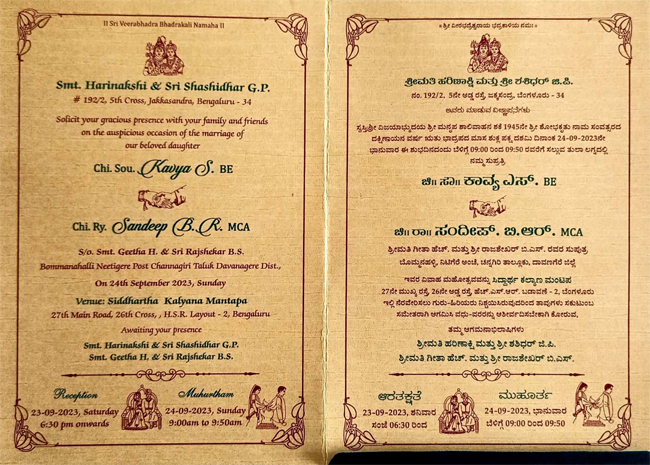 II Sri Veerabhadra Bhadrakali Namaha II
Smt. Harinakshi & Sri Shashidhar G.P.
# 192/2, 5th Cross, Jakkasandra, Bengaluru - 34
Solicit your gracious presence with your family and friends
on the auspicious occasion of the marriage of
our beloved daughter
Chi. Sou. Kavya S. BE
Chi. Ry. Sandeep B.R. MCA
S/o. Smt. Geetha H. & Sri Rajshekar B.S.
Bommanahalli Neetigere Post Channagiri Taluk Davanagere Dist.,
On 24th September 2023, Sunday
Venue: Siddhartha Kalyana Mantapa
27th Main Road, 26th Cross, , H.S.R. Layout - 2, Bengaluru
Awaiting your presence
Smt. Harinakshi & Sri Shashidhar G.P.
Smt. Geetha H. & Sri Rajshekar B.S.
Reception
23-09-2023, Saturday
6:30 pm onwards
Muhurtham
24-09-2023, Sunday
9:00am to 9:50am
॥ ಶ್ರೀ ವೀರಭದ್ರೇಶ್ವರಾಯ ಭದ್ರಕಾಳಿಯೆ ನಮಃ ॥
ಶ್ರೀಮತಿ ಹರಿಣಾಕ್ಷಿ ಮತ್ತು ಶ್ರೀ ಶಶಿಧರ್ ಜಿ.ಪಿ.
ನಂ. 192/2, 5ನೇ ಅಡ್ಡ ರಸ್ತೆ, ಜಕ್ಕಸಂದ್ರ, ಬೆಂಗಳೂರು - 34
ಅವರು ಮಾಡುವ ವಿಜ್ಞಾಪನೆಗಳು
ಸ್ವಸ್ತಿಶ್ರೀ ವಿಜಯಾಭ್ಯುದಯ ಶ್ರೀ ಮನ್ನೃಪ ಶಾಲಿವಾಹನ ಶಕೆ 1945ನೇ ಶ್ರೀ ಶೋಭಕೃತು ನಾಮ ಸಂವತ್ಸರದ
ದಕ್ಷಿಣಾಯನ ವರ್ಷ ಋತು ಭಾದ್ರಪದ ಮಾಸ ಶುಕ್ಲ ಪಕ್ಷ ದಶಮಿ ದಿನಾಂಕ 24-09-2023ನೇ
ಭಾನುವಾರ ಈ ಶುಭದಿನದಂದು ಬೆಳಿಗ್ಗೆ 09:00 ರಿಂದ 09:50 ರವರೆಗೆ ಸಲ್ಲುವ ತುಲಾ ಲಗ್ನದಲ್ಲಿ
ನಮ್ಮ ಸುಪುತ್ರಿ
ಚಿ॥ ಸೌ॥ ಕಾವ್ಯ ಎಸ್. BE
ಚಿ॥ ರಾ॥ ಸಂದೀಪ್. ಬಿ.ಆರ್. MCA
ಶ್ರೀಮತಿ ಗೀತಾ ಹೆಚ್. ಮತ್ತು ಶ್ರೀ ರಾಜಶೇಖರ್ ಬಿ.ಎಸ್. ರವರ ಸುಪುತ್ರ
ಬೊಮ್ಮನಹಳ್ಳಿ, ನೀತಿಗೆರೆ ಅಂಚೆ, ಚನ್ನಗಿರಿ ತಾಲ್ಲೂಕು, ದಾವಣಗೆರೆ ಜಿಲ್ಲೆ
ಇವರ ವಿವಾಹ ಮಹೋತ್ಸವವನ್ನು ಸಿದ್ಧಾರ್ಥ ಕಲ್ಯಾಣ ಮಂಟಪ
27ನೇ ಮುಖ್ಯ ರಸ್ತೆ, 26ನೇ ಅಡ್ಡ ರಸ್ತೆ, ಹೆಚ್.ಎಸ್.ಆರ್. ಬಡಾವಣೆ - 2, ಬೆಂಗಳೂರು
ಇಲ್ಲಿ ನೆರವೇರಿಸಲು ಗುರು-ಹಿರಿಯರು ನಿಶ್ಚಯಿಸಿರುವುದರಿಂದ ತಾವುಗಳು ಸಕುಟುಂಬ
ಸಮೇತರಾಗಿ ಆಗಮಿಸಿ ವಧು-ವರರನ್ನು ಆಶೀರ್ವದಿಸಬೇಕಾಗಿ ಕೋರುವ,
ತಮ್ಮ ಆಗಮನಾಭಿಲಾಷಿಗಳು
ಶ್ರೀಮತಿ ಹರಿಣಾಕ್ಷಿ ಮತ್ತು ಶ್ರೀ ಶಶಿಧರ್ ಜಿ.ಪಿ.
ಶ್ರೀಮತಿ ಗೀತಾ ಹೆಚ್. ಮತ್ತು ಶ್ರೀ ರಾಜಶೇಖರ್ ಬಿ.ಎಸ್.
ಆರತಕ್ಷತೆ
23-09-2023, ಶನಿವಾರ
ಸಂಜೆ 06:30 ರಿಂದ
ಮುಹೂರ್ತ
24-09-2023, ಭಾನುವಾರ
ಬೆಳಿಗ್ಗೆ 09:00 ರಿಂದ 09:50